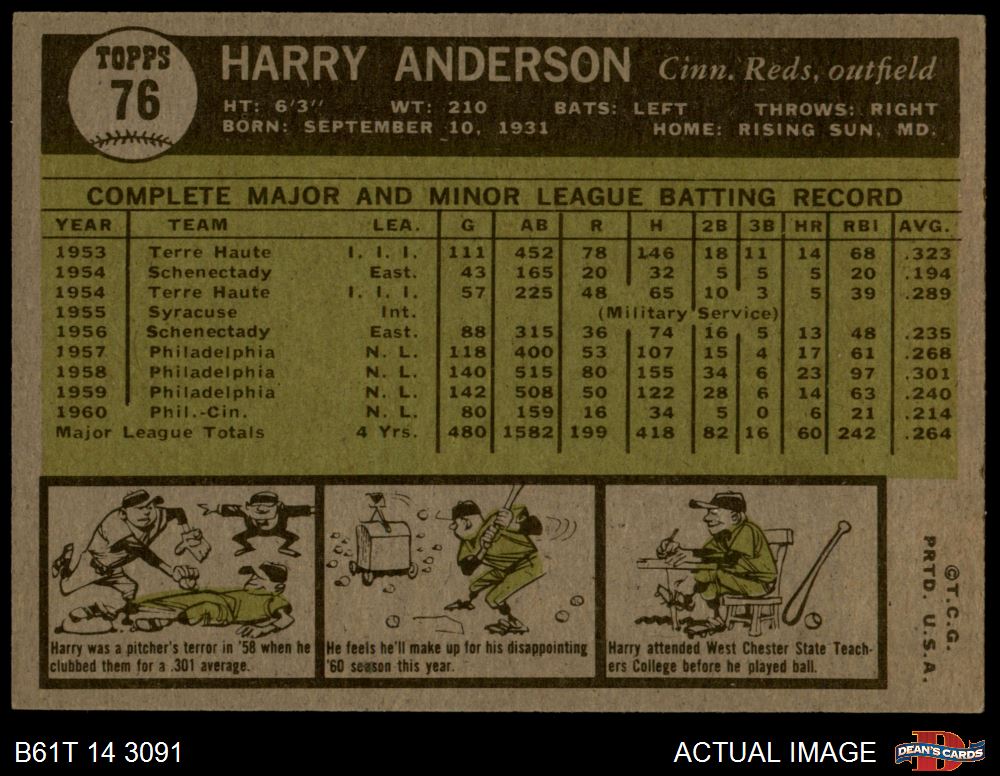 TOPPS
76
HARRY ANDERSON Cinn. Reds, outfield
HT: 6'3" WT: 210 BATS: LEFT THROWS: RIGHT
BORN: SEPTEMBER 10, 1931 HOME: RISING SUN, MD.
COMPLETE MAJOR AND MINOR LEAGUE BATTING RECORD
YEAR TEAM LEA. G AB R H 2B 3B HR RBI AVG.
1953 Terre Haute I. I. I. 111 452 78 146 18 11 14 68 .323
1954 Schenectady East. 43 165 20 32 5 5 5 20 .194
1954 Terre Haute I. I. I. 57 225 48 65 10 3 5 39 .289
1955 Syracuse Int. (Military Service)
1956 Schenectady East. 88 315 36 74 16 5 13 48 .235
1957 Philadelphia N. L. 118 400 53 107 15 4 17 61 .268
1958 Philadelphia N. L. 140 515 80 155 34 6 23 97 .301
1959 Philadelphia N. L. 142 508 50 122 28 6 14 63 .240
1960 Phil.-Cin. N. L. 80 159 16 34 5 0 6 21 .214
Major League Totals 4 Yrs. 480 1582 199 418 82 16 60 242 .264
Harry was a pitcher's terror in '58 when he
clubbed them for a .301 average.
He feels he'll make up for his disappointing
'60 season this year.
Harry attended West Chester State Teach-
ers College before he played ball.
©T.C.G.
PRTD. U.S.A.
B61T 14 3091
ACTUAL IMAGE
DEAN'S CARDS